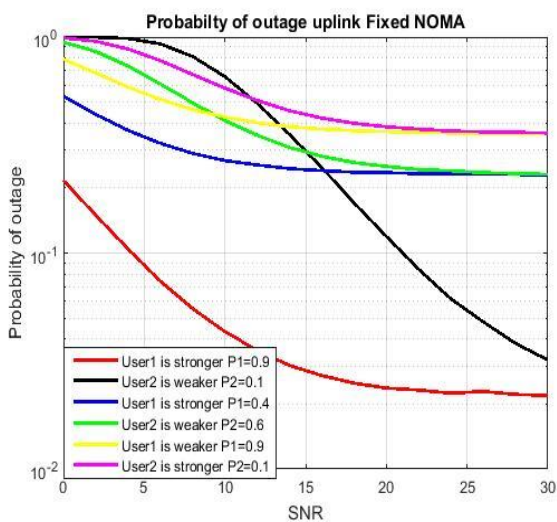 Probabilty of outage uplink Fixed NOMA
10^0
10^-1
10^-2
Probability of outage
User1 is stronger P1=0.9
User2 is weaker P2=0.1
User1 is stronger P1=0.4
User2 is weaker P2=0.6
User1 is weaker P1=0.9
User2 is stronger P2=0.1
0 5 10 15 20 25 30
SNR